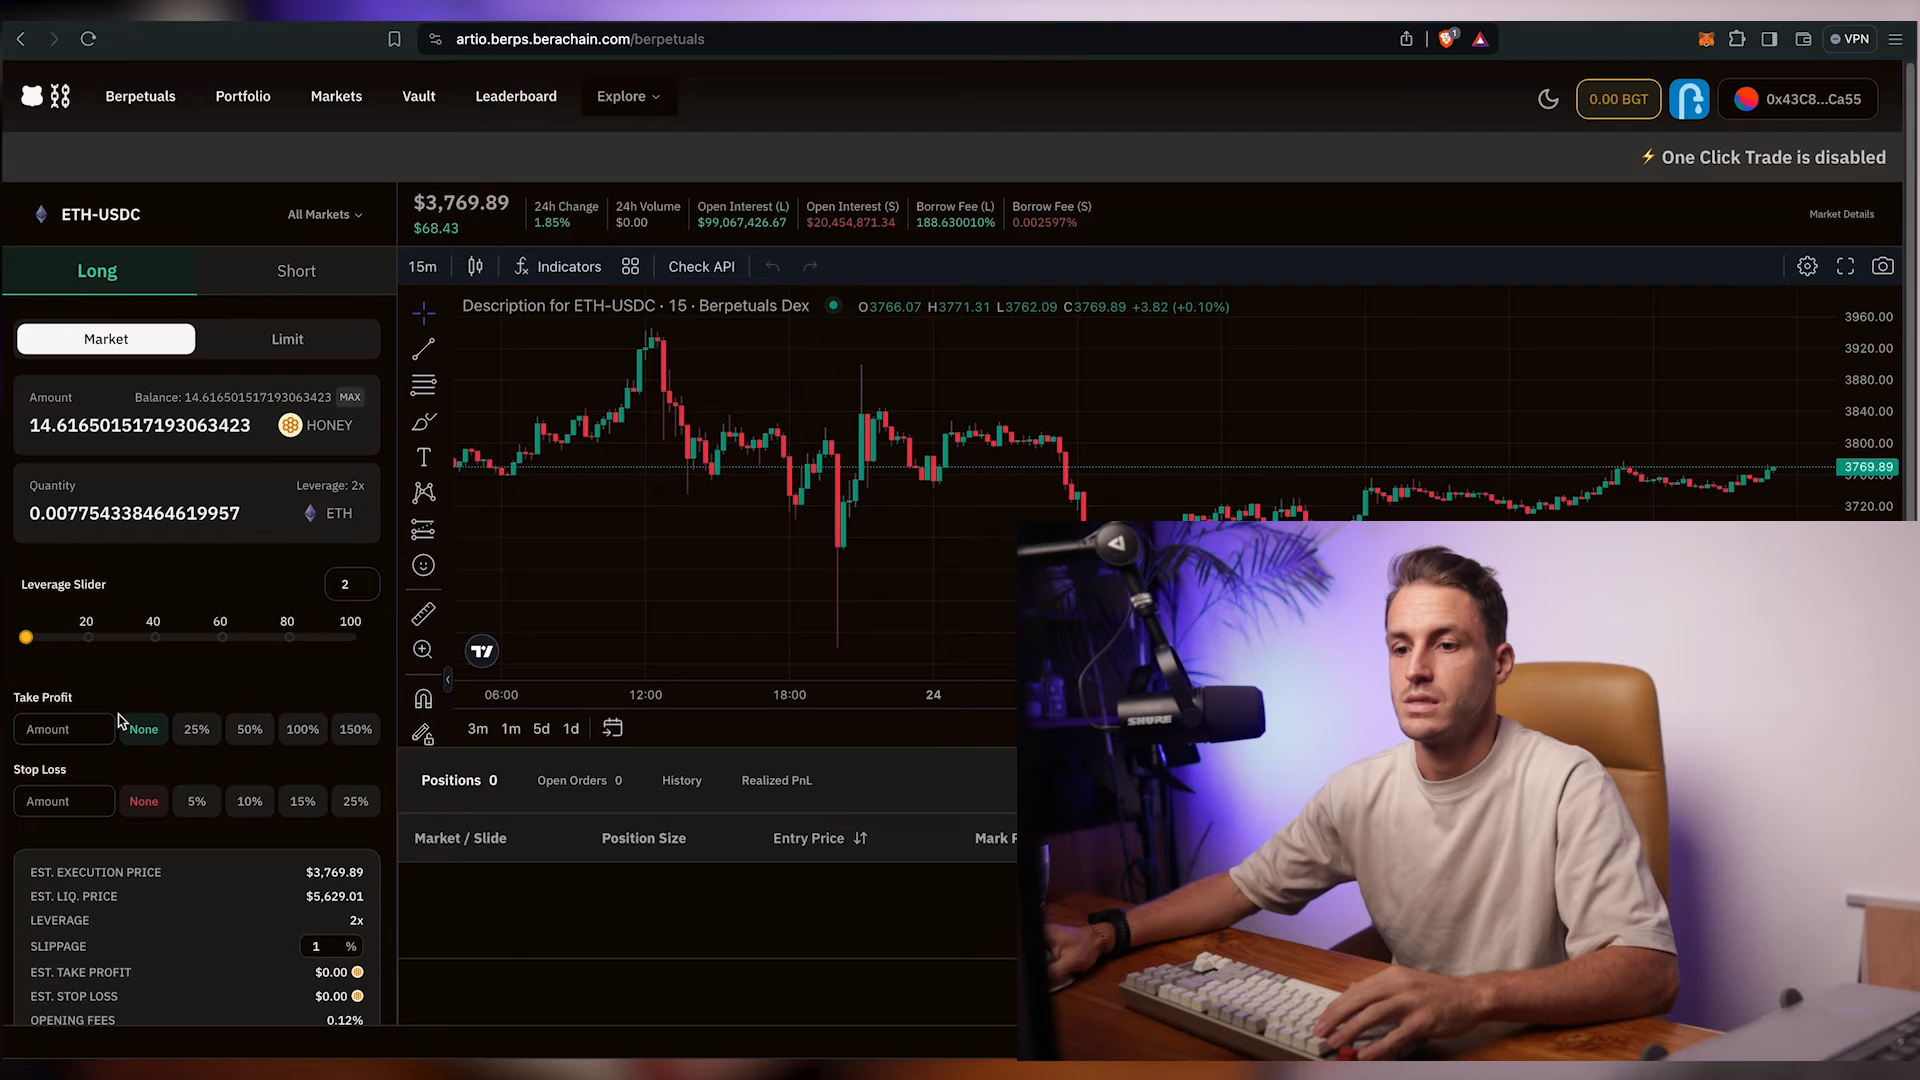 artio.berps.berachain.com/berpetuals
1
VPN
Berpetuals
Portfolio
Markets
Vault
Leaderboard
Explore
0.00 BGT
0x43C8...Ca55
⚡ One Click Trade is disabled
ETH-USDC
All Markets
$3,769.89
$68.43
24h Change
1.85%
24h Volume
$0.00
Open Interest (L)
$99,067,426.67
Open Interest (S)
$20,454,871.34
Borrow Fee (L)
188.630010%
Borrow Fee (S)
0.002597%
Market Details
Long
Short
15m
Indicators
Check API
Description for ETH-USDC · 15 · Berpetuals Dex
O3766.07 H3771.31 L3762.09 C3769.89 +3.82 (+0.10%)
Market
Limit
Amount
Balance: 14.616501517193063423
MAX
14.616501517193063423
HONEY
Quantity
Leverage: 2x
0.007754338464619957
ETH
Leverage Slider
2
20 40 60 80 100
Take Profit
Amount
None
25%
50%
100%
150%
Stop Loss
Amount
None
5%
10%
15%
25%
EST. EXECUTION PRICE $3,769.89
EST. LIQ. PRICE $5,629.01
LEVERAGE 2x
SLIPPAGE 1 %
EST. TAKE PROFIT $0.00
EST. STOP LOSS $0.00
OPENING FEES 0.12%
3960.00
3920.00
3880.00
3840.00
3800.00
3769.89
3720.00
06:00 12:00 18:00 24
3m 1m 5d 1d
Positions 0
Open Orders 0
History
Realized PnL
Market / Slide
Position Size
Entry Price
SHURE